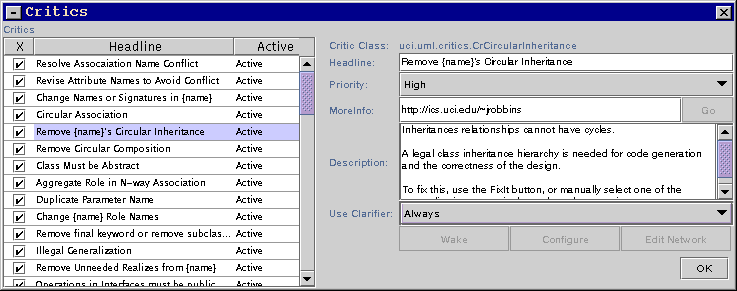 Critics
Critics
X Headline Active
Resolve Assocaiation Name Conflict Active
Revise Attribute Names to Avoid Conflict Active
Change Names or Signatures in {name} Active
Circular Association Active
Remove {name}'s Circular Inheritance Active
Remove Circular Composition Active
Class Must be Abstract Active
Aggregate Role in N-way Association Active
Duplicate Parameter Name Active
Change {name} Role Names Active
Remove final keyword or remove subclas... Active
Illegal Generalization Active
Remove Unneeded Realizes from {name} Active
Operations in Interfaces must be public Active
Critic Class: uci.uml.critics.CrCircularInheritance
Headline: Remove {name}'s Circular Inheritance
Priority: High
MoreInfo: http://ics.uci.edu/~jrobbins Go
Description:
Inheritances relationships cannot have cycles.
A legal class inheritance hierarchy is needed for code generation
and the correctness of the design.
To fix this, use the FixIt button, or manually select one of the
Use Clarifier: Always
Wake Configure Edit Network
OK